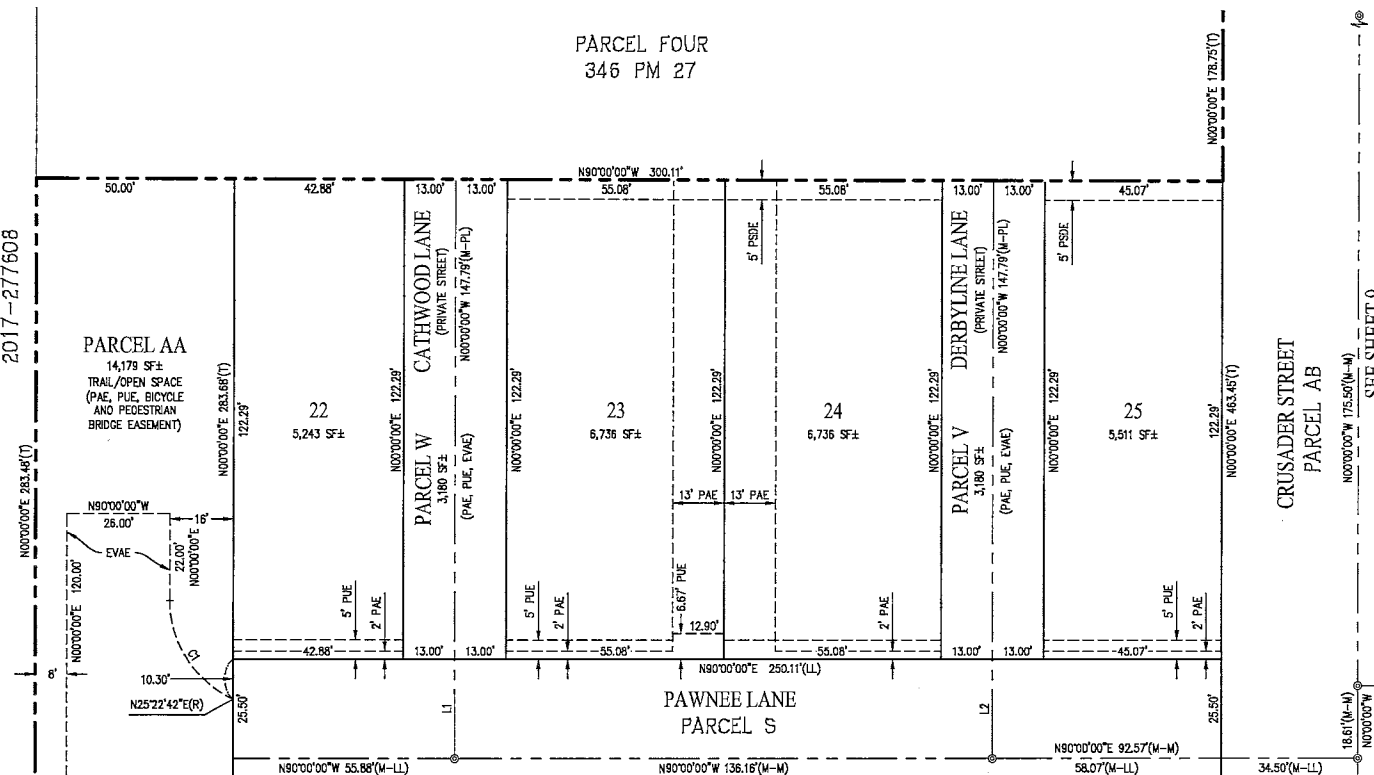 PARCEL FOUR
346 PM 27
N00°00'00"E 178.75'(T)
N90°00'00"W 300.11'
50.00'
42.88'
13.00'
13.00'
55.08'
55.08'
13.00'
13.00'
45.07'
5' PSDE
5' PSDE
2017-277608
N00°00'00"E 283.48'(T)
PARCEL AA
14,179 SF±
TRAIL/OPEN SPACE
(PAE, PUE, BICYCLE
AND PEDESTRIAN
BRIDGE EASEMENT)
N00°00'00"E 283.68'(T)
122.29'
22
5,243 SF±
N00°00'00"E 122.29'
CATHWOOD LANE
(PRIVATE STREET)
PARCEL W
3,180 SF±
(PAE, PUE, EVAE)
N00°00'00"W 147.79'(M-PL)
N00°00'00"E 122.29'
23
6,736 SF±
N00°00'00"E 122.29'
24
6,736 SF±
N00°00'00"E 122.29'
DERBYLINE LANE
(PRIVATE STREET)
PARCEL V
3,180 SF±
(PAE, PUE, EVAE)
N00°00'00"W 147.79'(M-PL)
N00°00'00"E 122.29'
25
5,511 SF±
122.29'
N00°00'00"E 463.45'(T)
CRUSADER STREET
PARCEL AB
N00°00'00"W 175.50'(M-M)
SEE SHEET 9
13' PAE
13' PAE
N90°00'00"W
26.00'
16'
EVAE
22.00'
N00°00'00"E
N00°00'00"E 120.00'
C1
8'
10.30'
N25°22'42"E(R)
25.50'
5' PUE
2' PAE
5' PUE
2' PAE
6.67' PUE
12.90'
2' PAE
5' PUE
2' PAE
42.88'
13.00'
13.00'
55.08'
55.08'
13.00'
13.00'
45.07'
N90°00'00"E 250.11'(LL)
L1
PAWNEE LANE
PARCEL S
L2
25.50'
18.61'(M-M)
N00°00'00"W
N90°00'00"E 92.57'(M-M)
N90°00'00"W 55.88'(M-LL)
N90°00'00"W 136.16'(M-M)
58.07'(M-LL)
34.50'(M-LL)